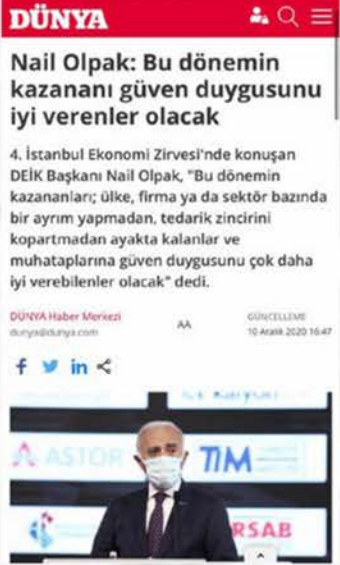 DÜNYA
Nail Olpak: Bu dönemin
kazananı güven duygusunu
iyi verenler olacak
4. İstanbul Ekonomi Zirvesi'nde konuşan
DEİK Başkanı Nail Olpak, "Bu dönemin
kazananları; ülke, firma ya da sektör bazında
bir ayrım yapmadan, tedarik zincirini
kopartmadan ayakta kalanlar ve
muhataplarına güven duygusunu çok daha
iyi verebilenler olacak" dedi.
DÜNYA Haber Merkezi
dunya@dunya.com
AA
GÜNCELLEME
10 Aralık 2020 16:47
ASTOR
TİM
RSAB